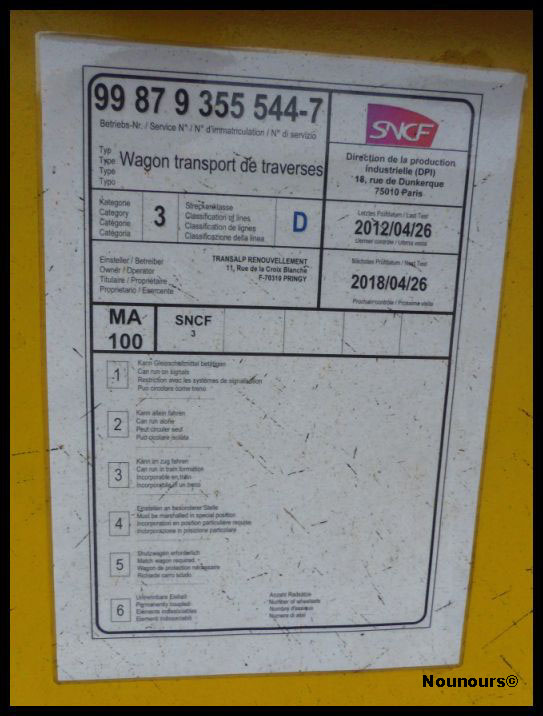 99 87 9 355 544-7
Betriebs-Nr. / Service N° / N° d'immatriculation / N° di servizio
Typ
Type
Type
Tipo
Wagon transport de traverses
SNCF
Direction de la production
industrielle (DPI)
18, rue de Dunkerque
75010 Paris
Kategorie
Category
Catégorie
Categoria
3
Streckenklasse
Classification of lines
Classification de lignes
Classificazione della linea
D
Letztes Prüfdatum / Last Test
2012/04/26
Dernier contrôle / Ultima visita
Einsteller / Betreiber
Owner / Operator
Titulaire / Propriétaire
Proprietario / Esercente
TRANSALP RENOUVELLEMENT
11, Rue de la Croix Blanche
Nächstes Prüfdatum / Next Test
2018/04/26
Prochain contrôle / Prossima visita
MA
100
SNCF
3
1
Kann Gleisschaltmittel betätigen
Can run on signals
Restriction avec les systèmes de signalisation
Può circolare come treno
2
Kann allein fahren
Can run alone
Peut circuler seul
Può circolare isolata
3
Kann im zug fahren
Can run in train formation
Incorporable en train
Incorporabile in un treno
4
Einstellen an besonderer Stelle
Must be marshalled in special position
Incorporation en position particulière requise
Incorporazione in posizione particolare
5
Shutzwagen erforderlich
Match wagon required
Wagon de protection nécessaire
Richiede carro scudo
6
Untrennbare Einheit
Permanently coupled
Elements indissociables
Elementi indissociabili
Anzahl Radsätze
Number of wheelsets
Nombre d'essieux
Numero di assi
Nounours©